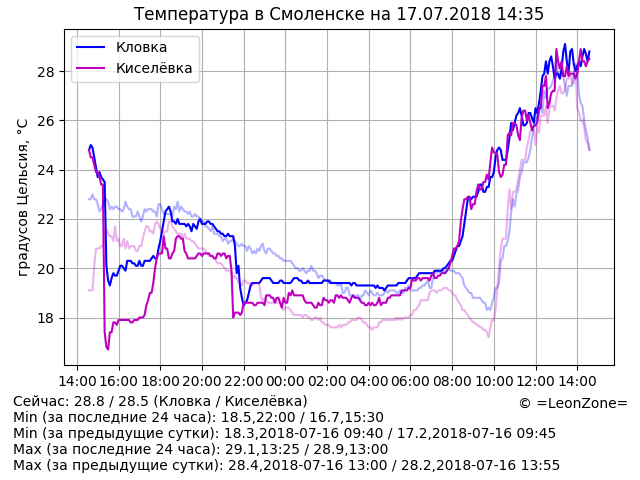 Температура в Смоленске на 17.07.2018 14:35
Кловка
Киселёвка
градусов Цельсия, °C
28
26
24
22
20
18
14:00 16:00 18:00 20:00 22:00 00:00 02:00 04:00 06:00 08:00 10:00 12:00 14:00
Сейчас: 28.8 / 28.5 (Кловка / Киселёвка)
© =LeonZone=
Min (за последние 24 часа): 18.5,22:00 / 16.7,15:30
Min (за предыдущие сутки): 18.3,2018-07-16 09:40 / 17.2,2018-07-16 09:45
Max (за последние 24 часа): 29.1,13:25 / 28.9,13:00
Max (за предыдущие сутки): 28.4,2018-07-16 13:00 / 28.2,2018-07-16 13:55